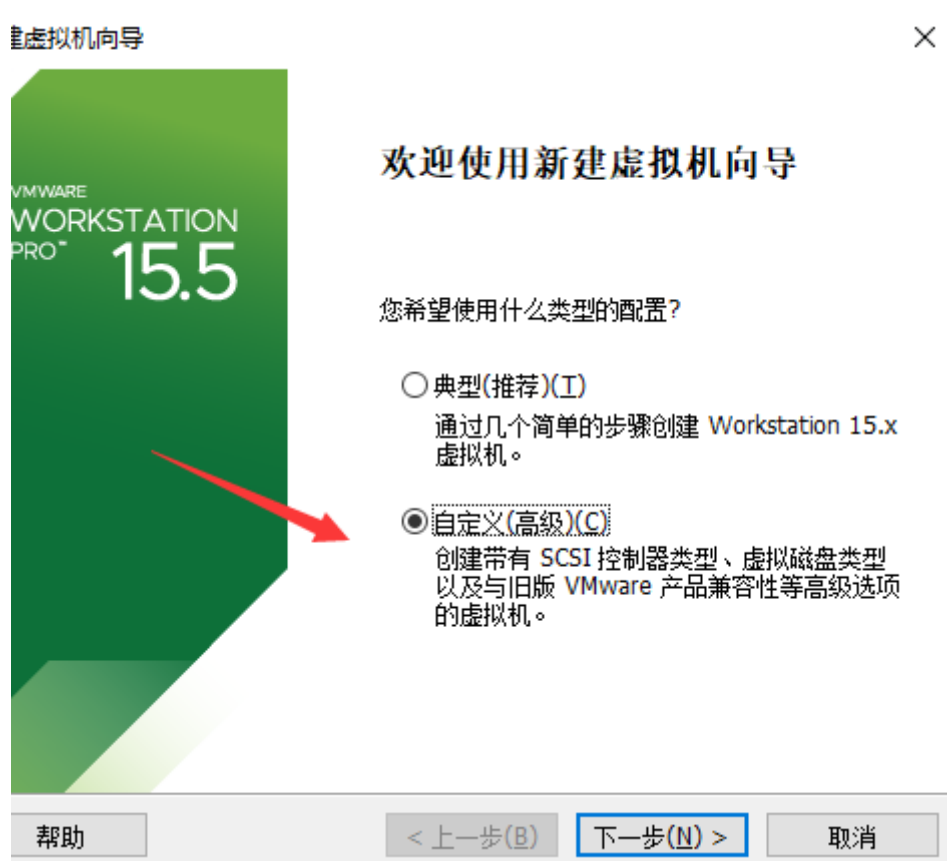 建虚拟机向导
VMWARE
WORKSTATION
PRO™ 15.5
欢迎使用新建虚拟机向导
您希望使用什么类型的配置?
典型(推荐)(T)
通过几个简单的步骤创建 Workstation 15.x
虚拟机。
自定义(高级)(C)
创建带有 SCSI 控制器类型、虚拟磁盘类型
以及与旧版 VMware 产品兼容性等高级选项
的虚拟机。
帮助
< 上一步(B)
下一步(N) >
取消